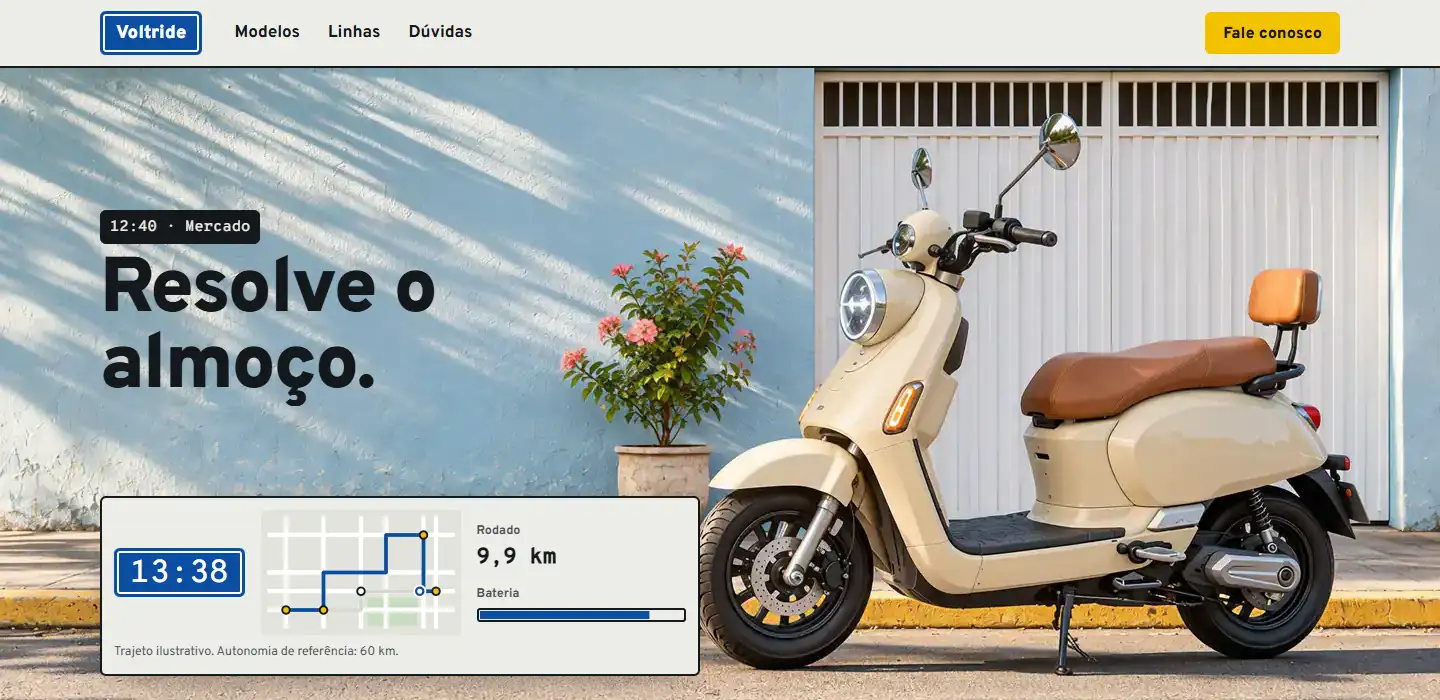 Voltride
Modelos
Linhas
Dúvidas
Fale conosco
12:40 · Mercado
Resolve o
almoço.
13:38
Rodado
9,9 km
Bateria
Trajeto ilustrativo. Autonomia de referência: 60 km.